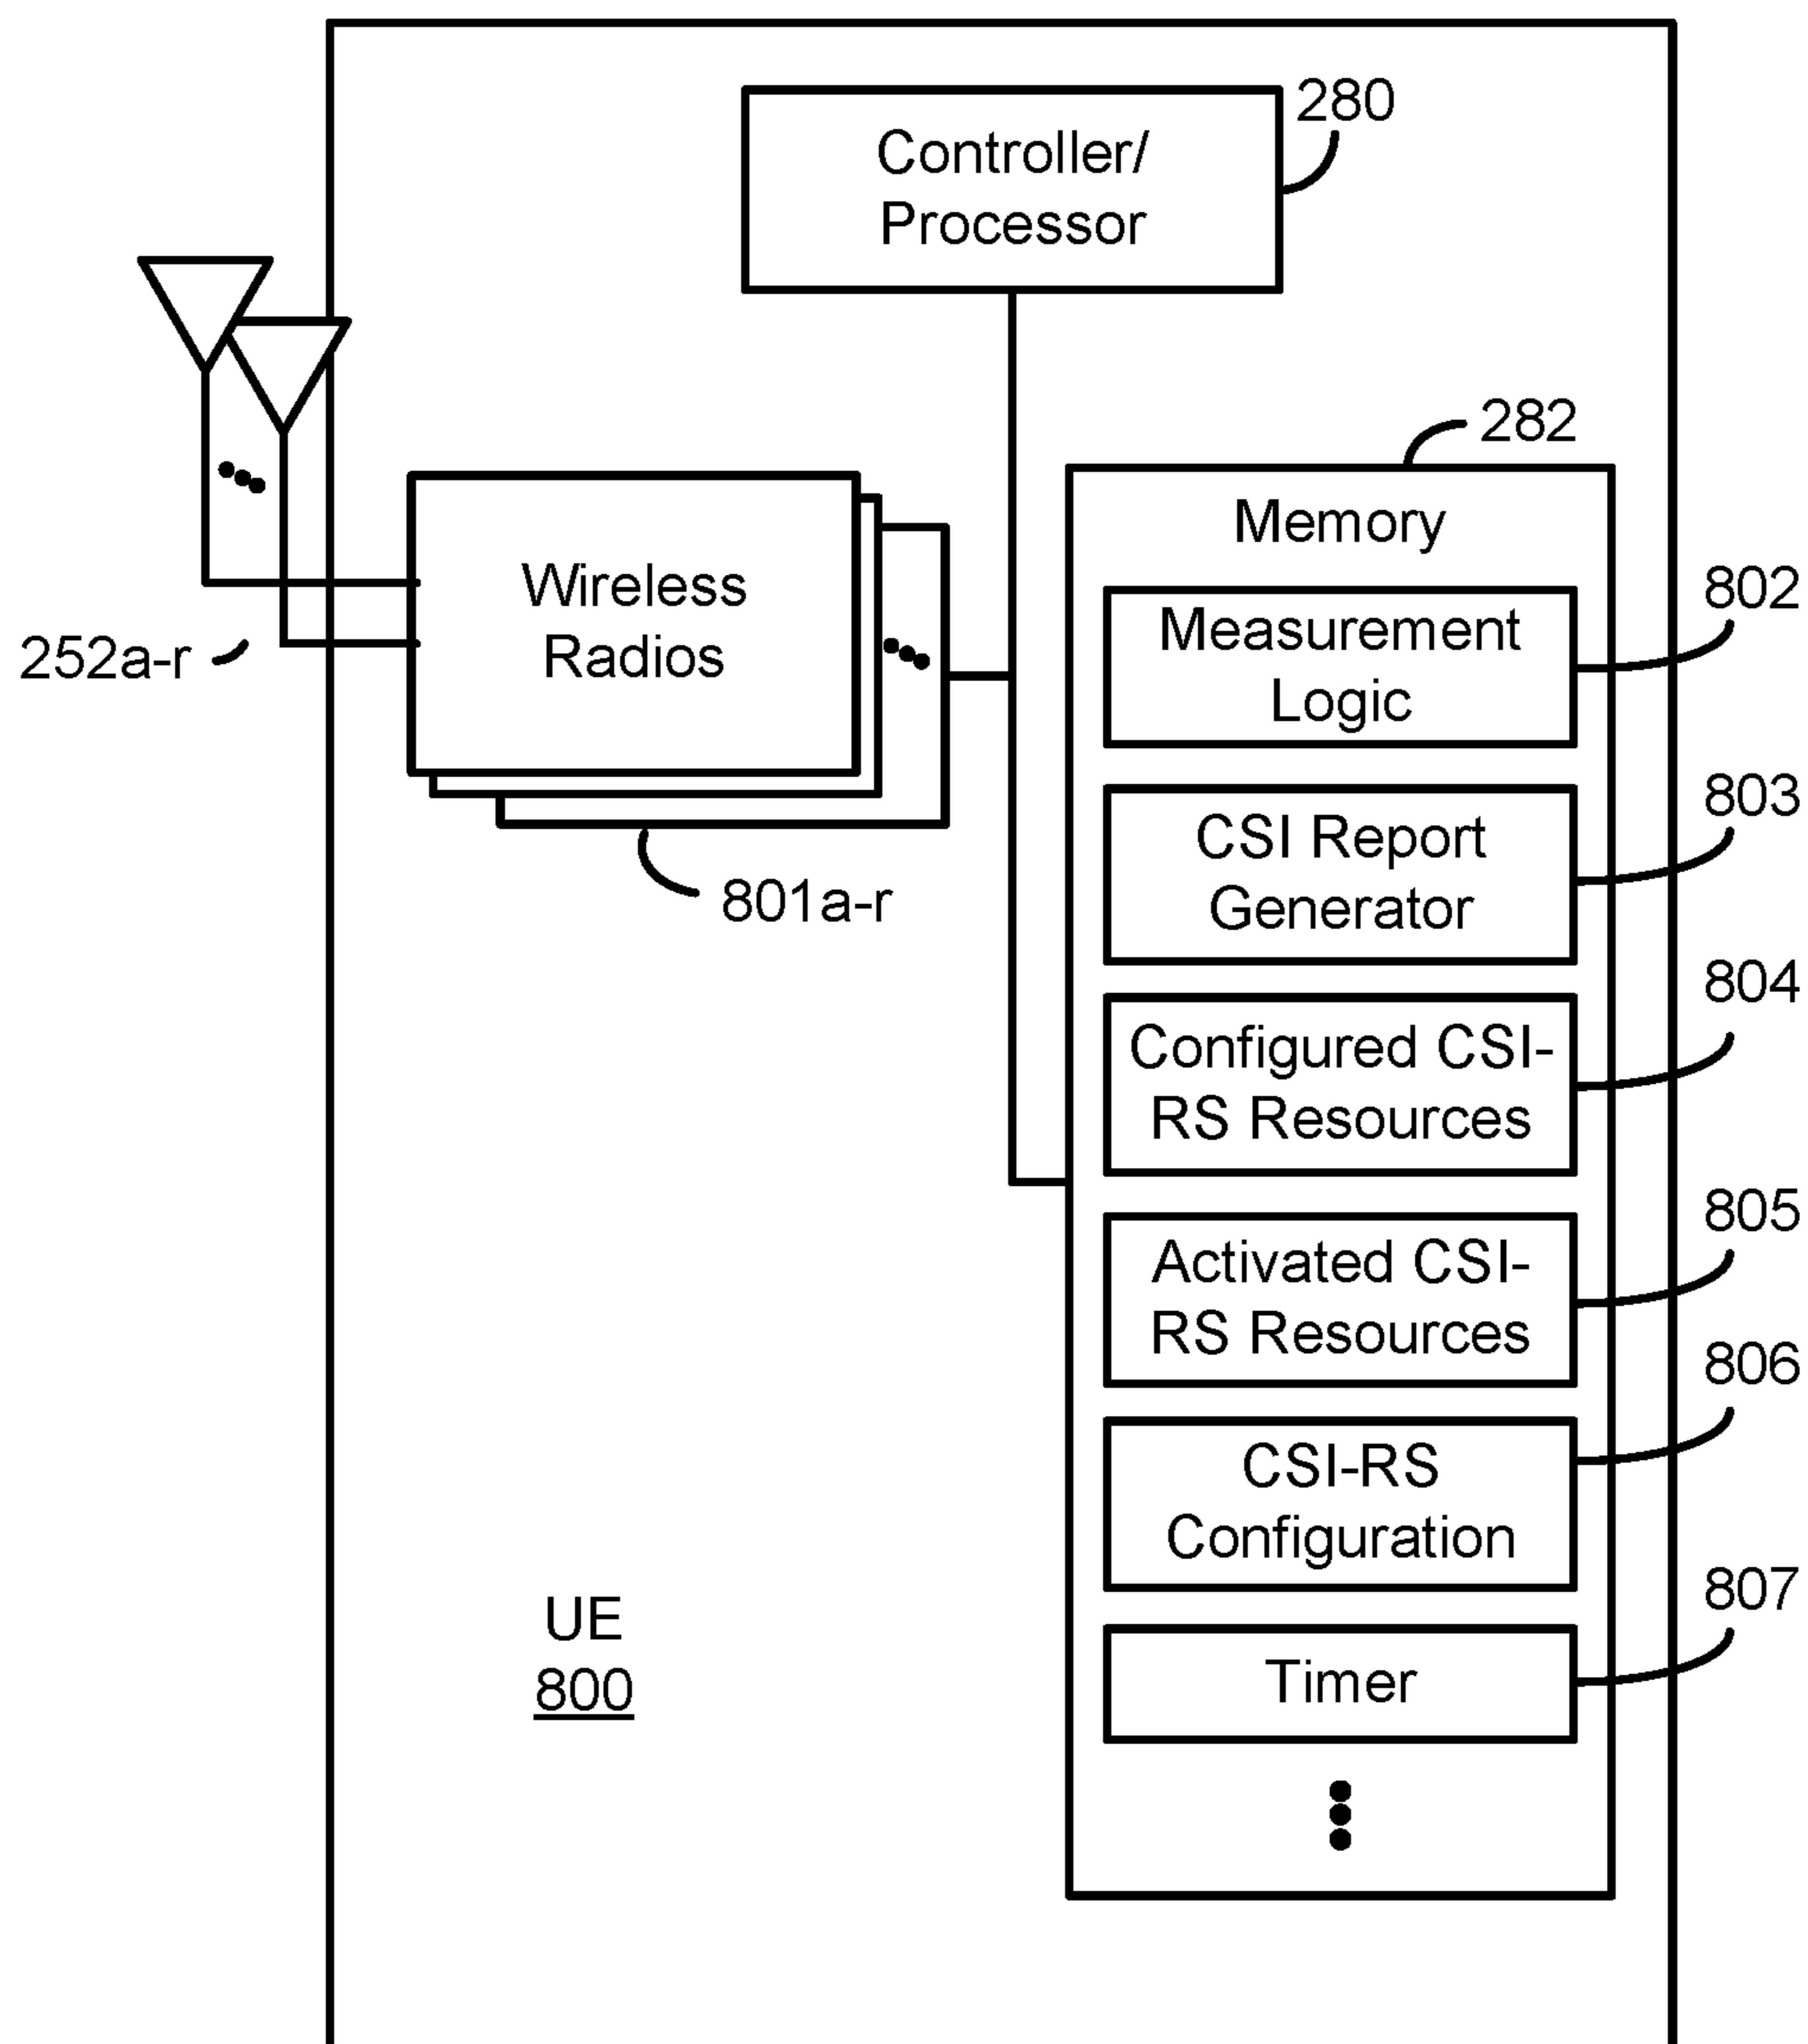 280
Controller/
Processor
282
Memory
Wireless
Radios
252a-r
801a-r
Measurement
Logic
802
CSI Report
Generator
803
Configured CSI-
RS Resources
804
Activated CSI-
RS Resources
805
CSI-RS
Configuration
806
Timer
807
UE
800